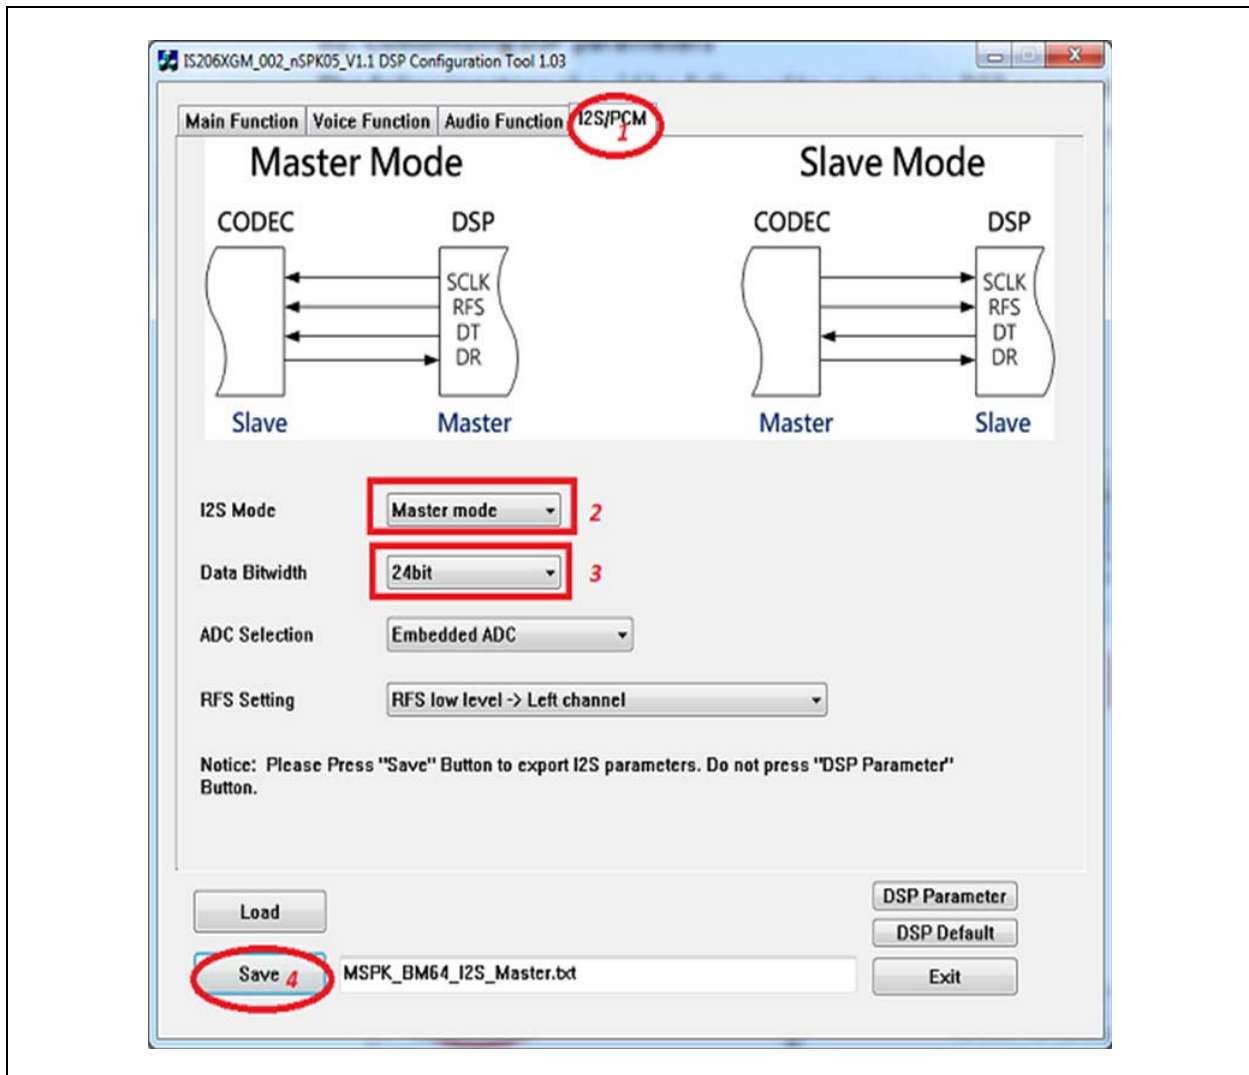 IS206XGM_002_nSPK05_V1.1 DSP Configuration Tool 1.03
Main Function Voice Function Audio Function I2S/PCM
1
Master Mode Slave Mode
CODEC DSP CODEC DSP
SCLK SCLK
RFS RFS
DT DT
DR DR
Slave Master Master Slave
I2S Mode Master mode 2
Data Bitwidth 24bit 3
ADC Selection Embedded ADC
RFS Setting RFS low level -> Left channel
Notice: Please Press "Save" Button to export I2S parameters. Do not press "DSP Parameter"
Button.
Load DSP Parameter
DSP Default
Save 4 MSPK_BM64_I2S_Master.txt Exit